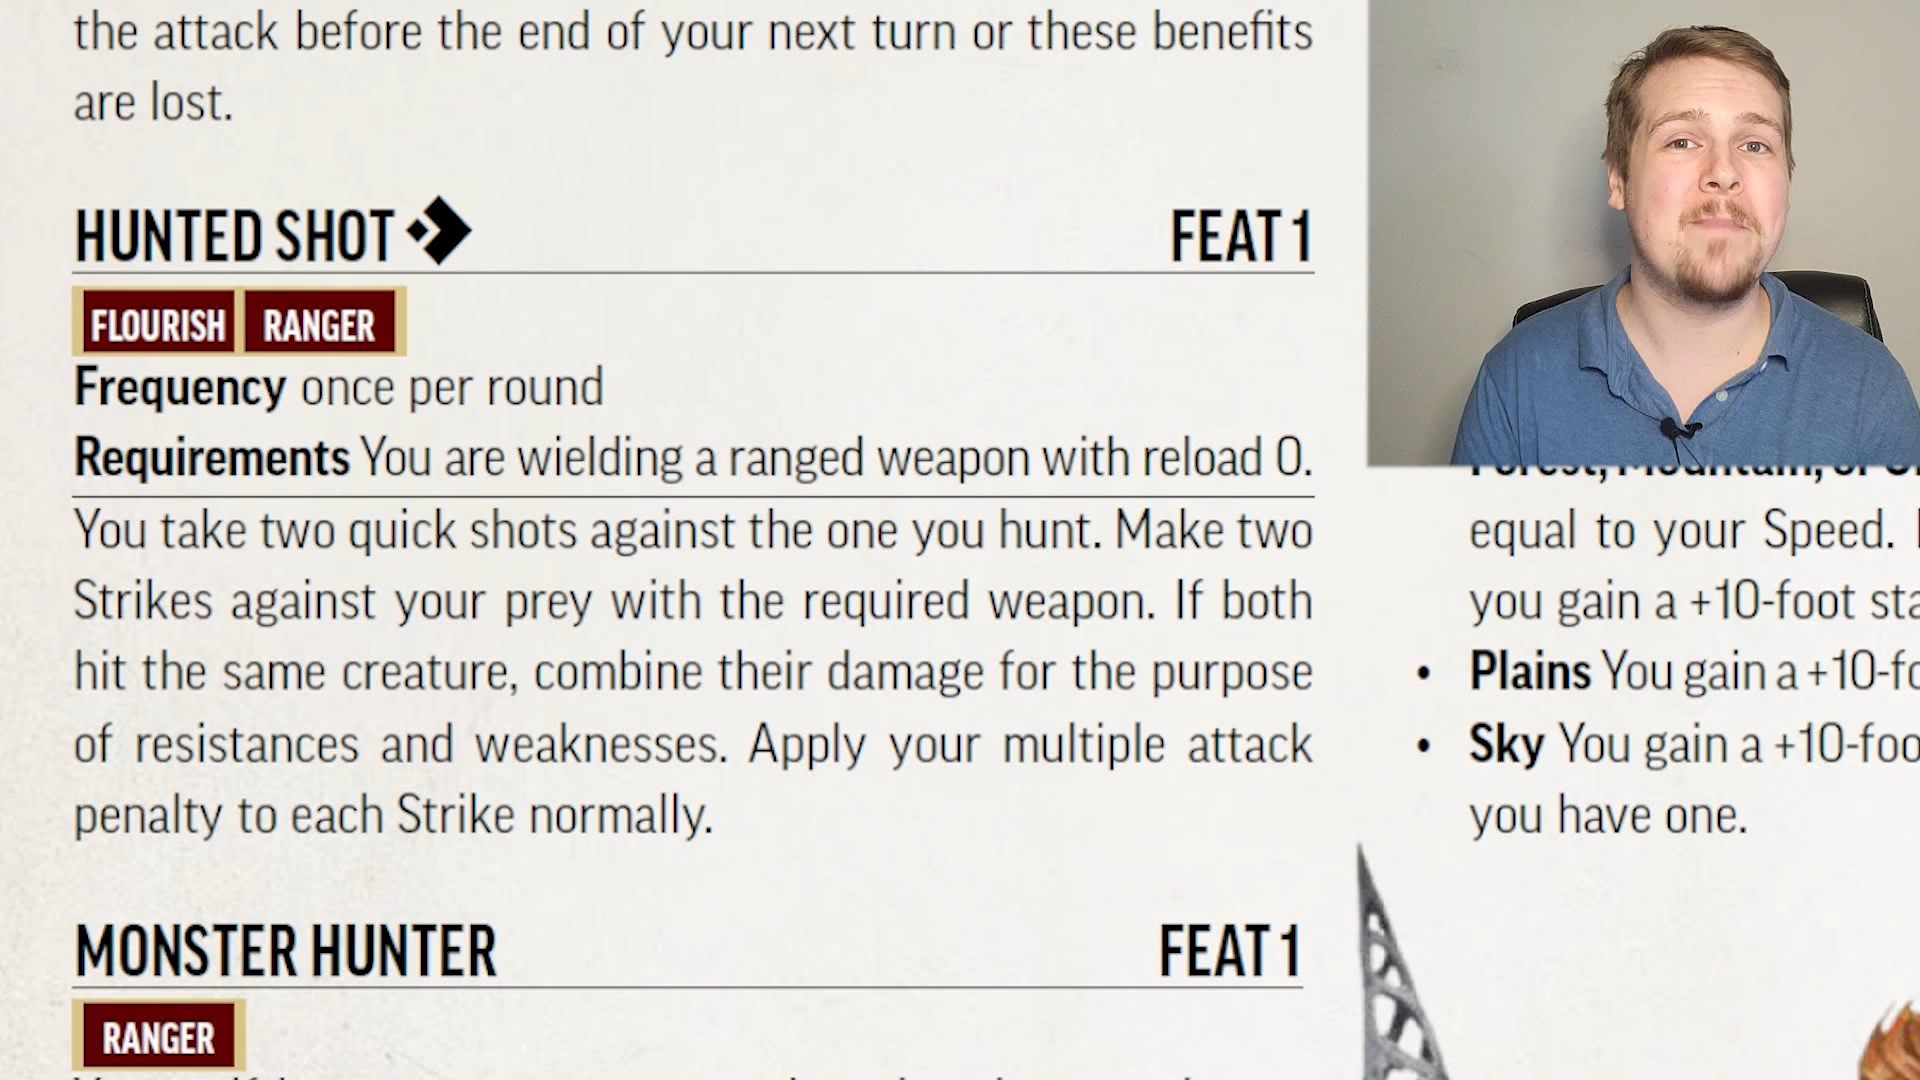 the attack before the end of your next turn or these benefits
are lost.
HUNTED SHOT
FEAT 1
FLOURISH RANGER
Frequency once per round
Requirements You are wielding a ranged weapon with reload 0.
You take two quick shots against the one you hunt. Make two
Strikes against your prey with the required weapon. If both
hit the same creature, combine their damage for the purpose
of resistances and weaknesses. Apply your multiple attack
penalty to each Strike normally.
MONSTER HUNTER
FEAT 1
RANGER
Forest, Mountain, or
equal to your Speed.
you gain a +10-foot
• Plains You gain a +10-
• Sky You gain a +10-
you have one.